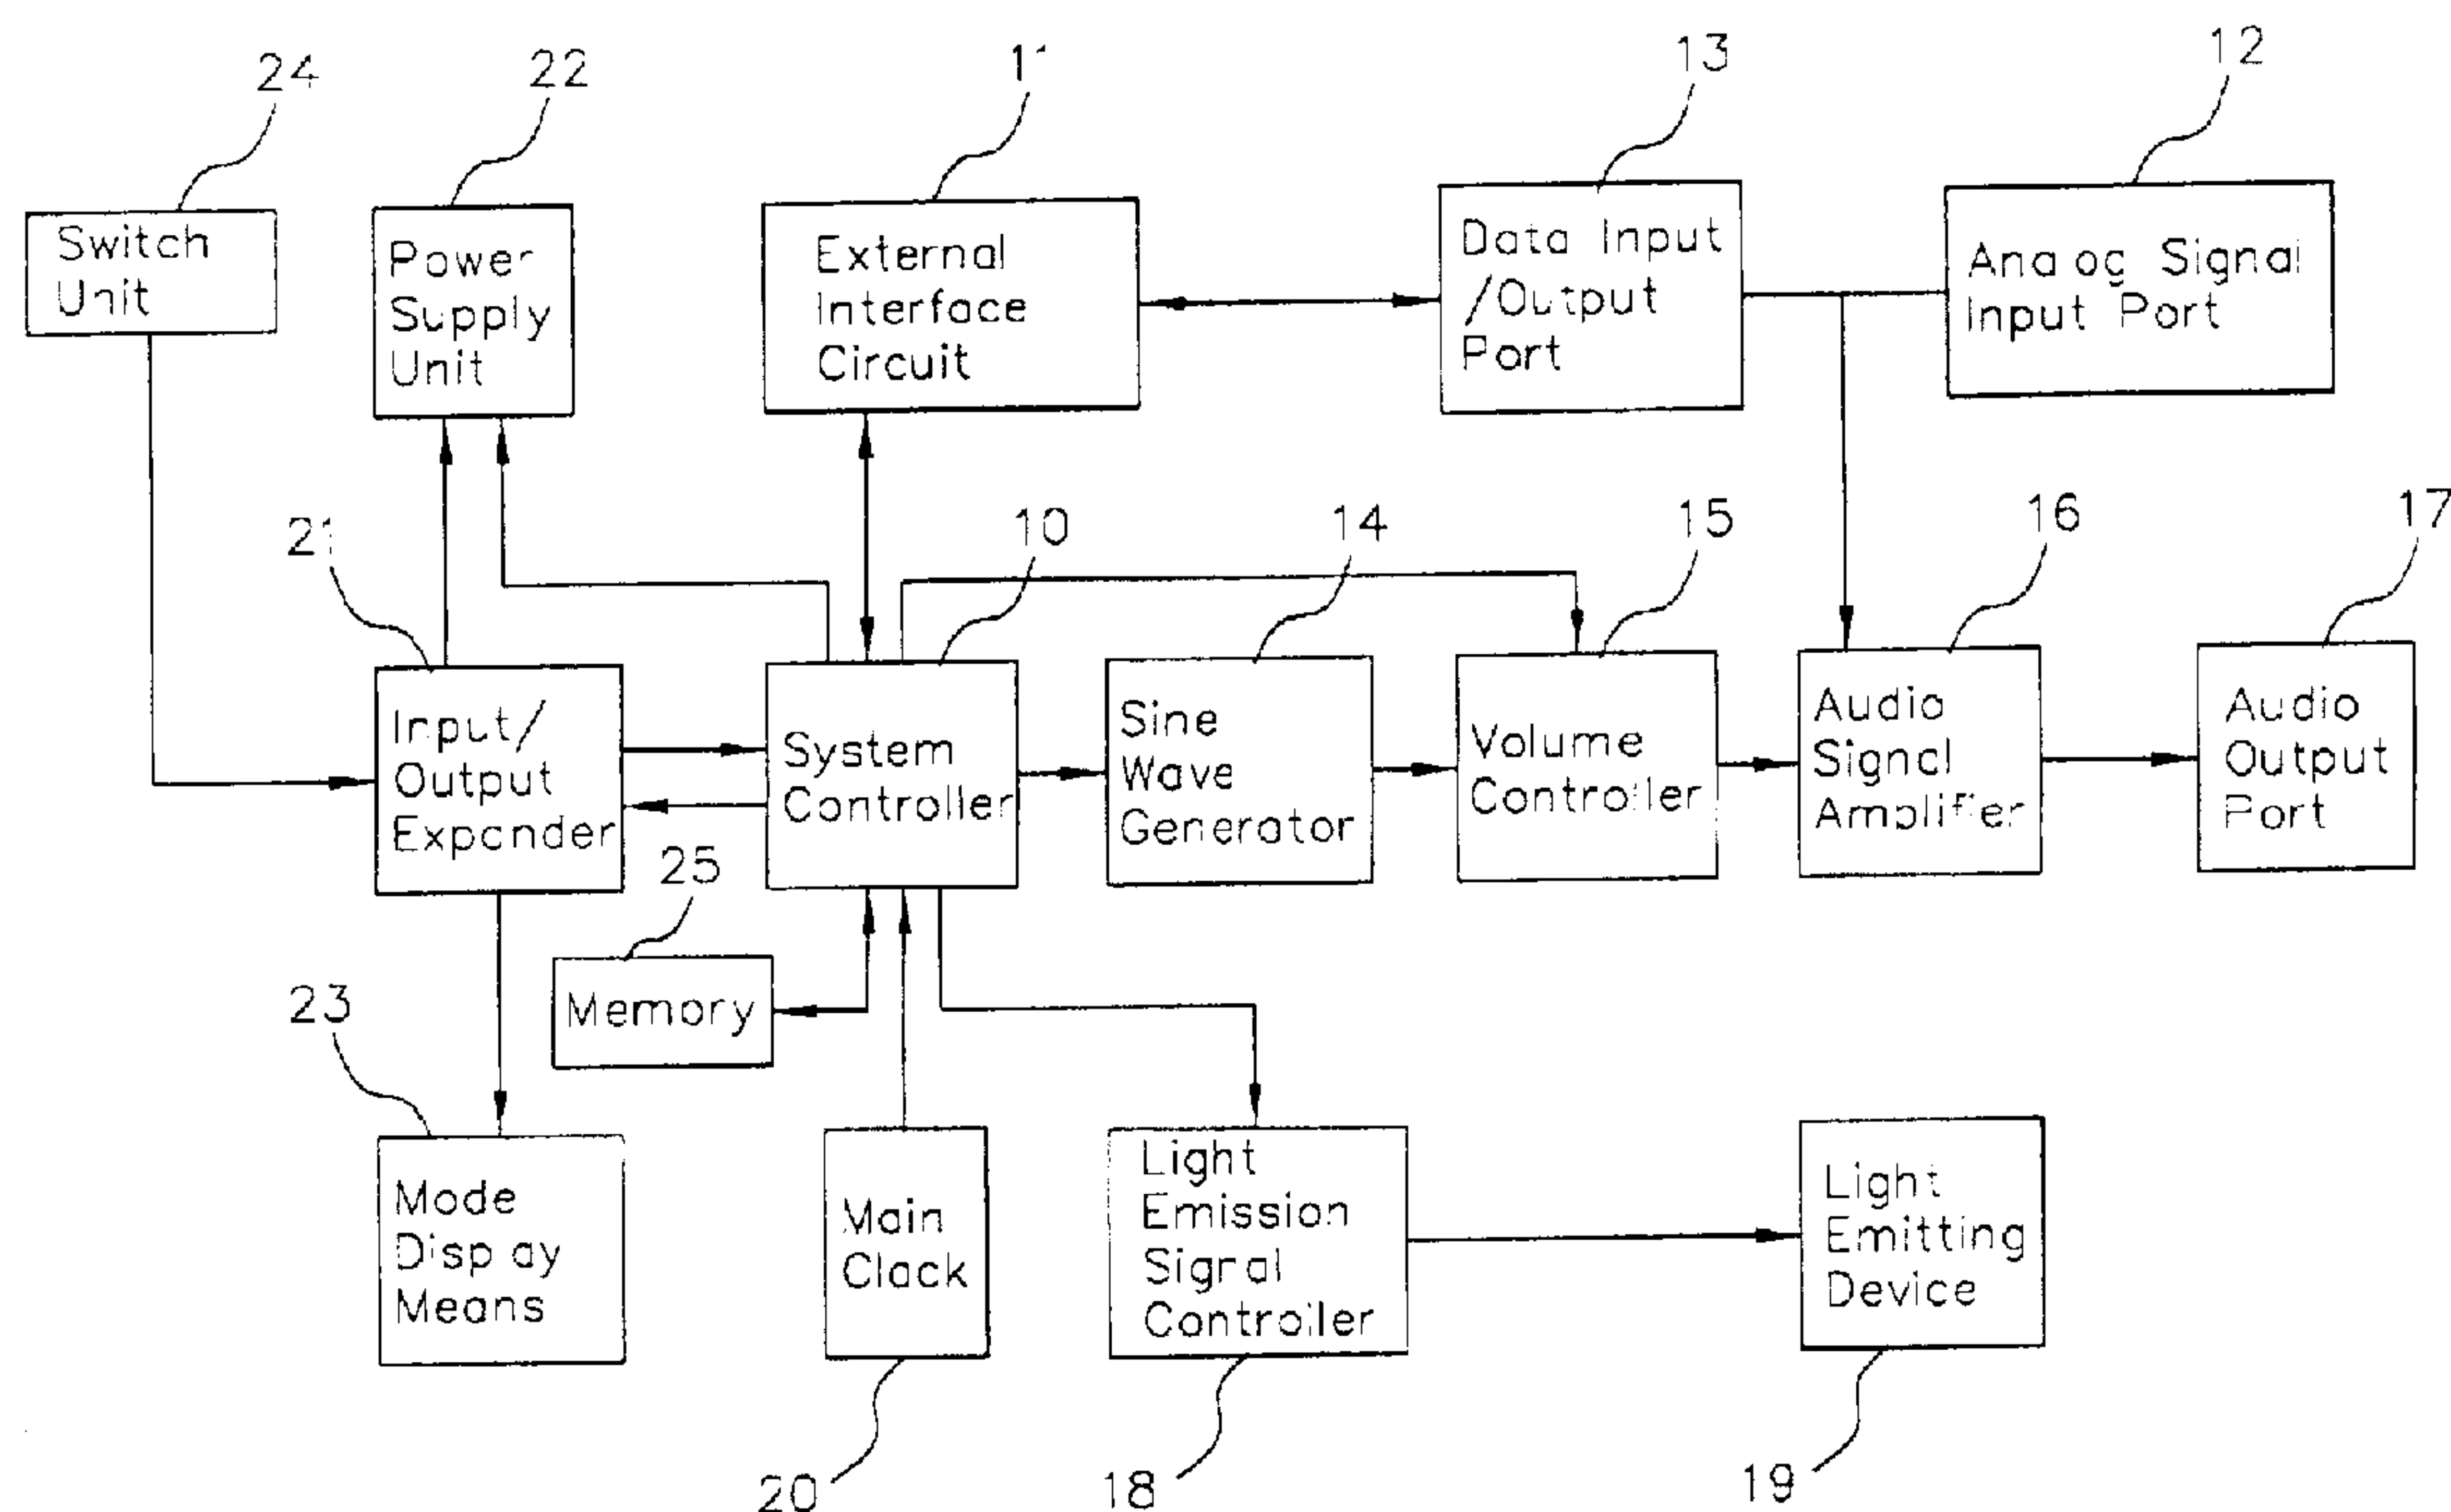 24
22
11
13
12
Switch
Unit
Power
Supply
Unit
External
Interface
Circuit
Data Input
/Output
Port
Analog Signal
Input Port
21
10
14
15
16
17
Input/
Output
Expander
System
Controller
Sine
Wave
Generator
Volume
Controller
Audio
Signal
Amplifier
Audio
Output
Port
25
Memory
23
Mode
Display
Means
Main
Clack
Light
Emission
Signal
Controller
Light
Emitting
Device
20
18
19